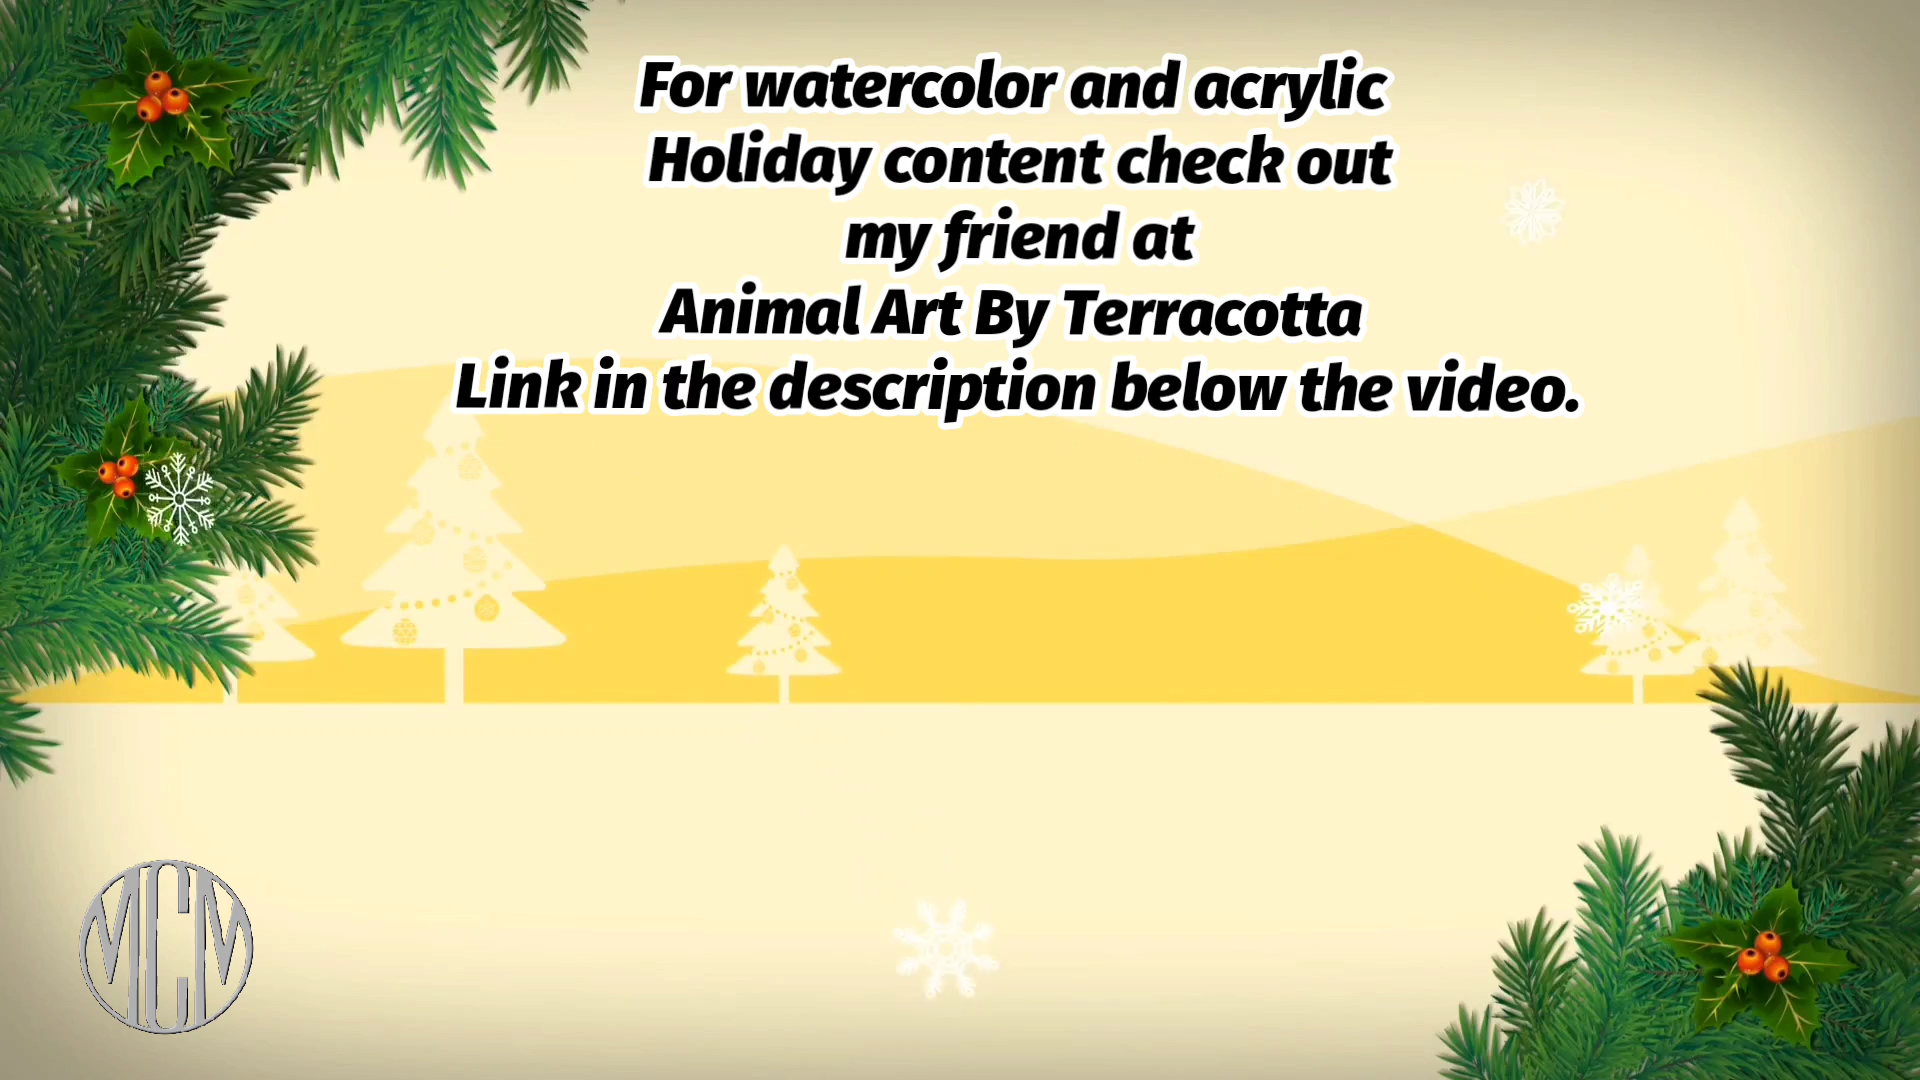 For watercolor and acrylic
Holiday content check out
my friend at
Animal Art By Terracotta
Link in the description below the video.
MCM